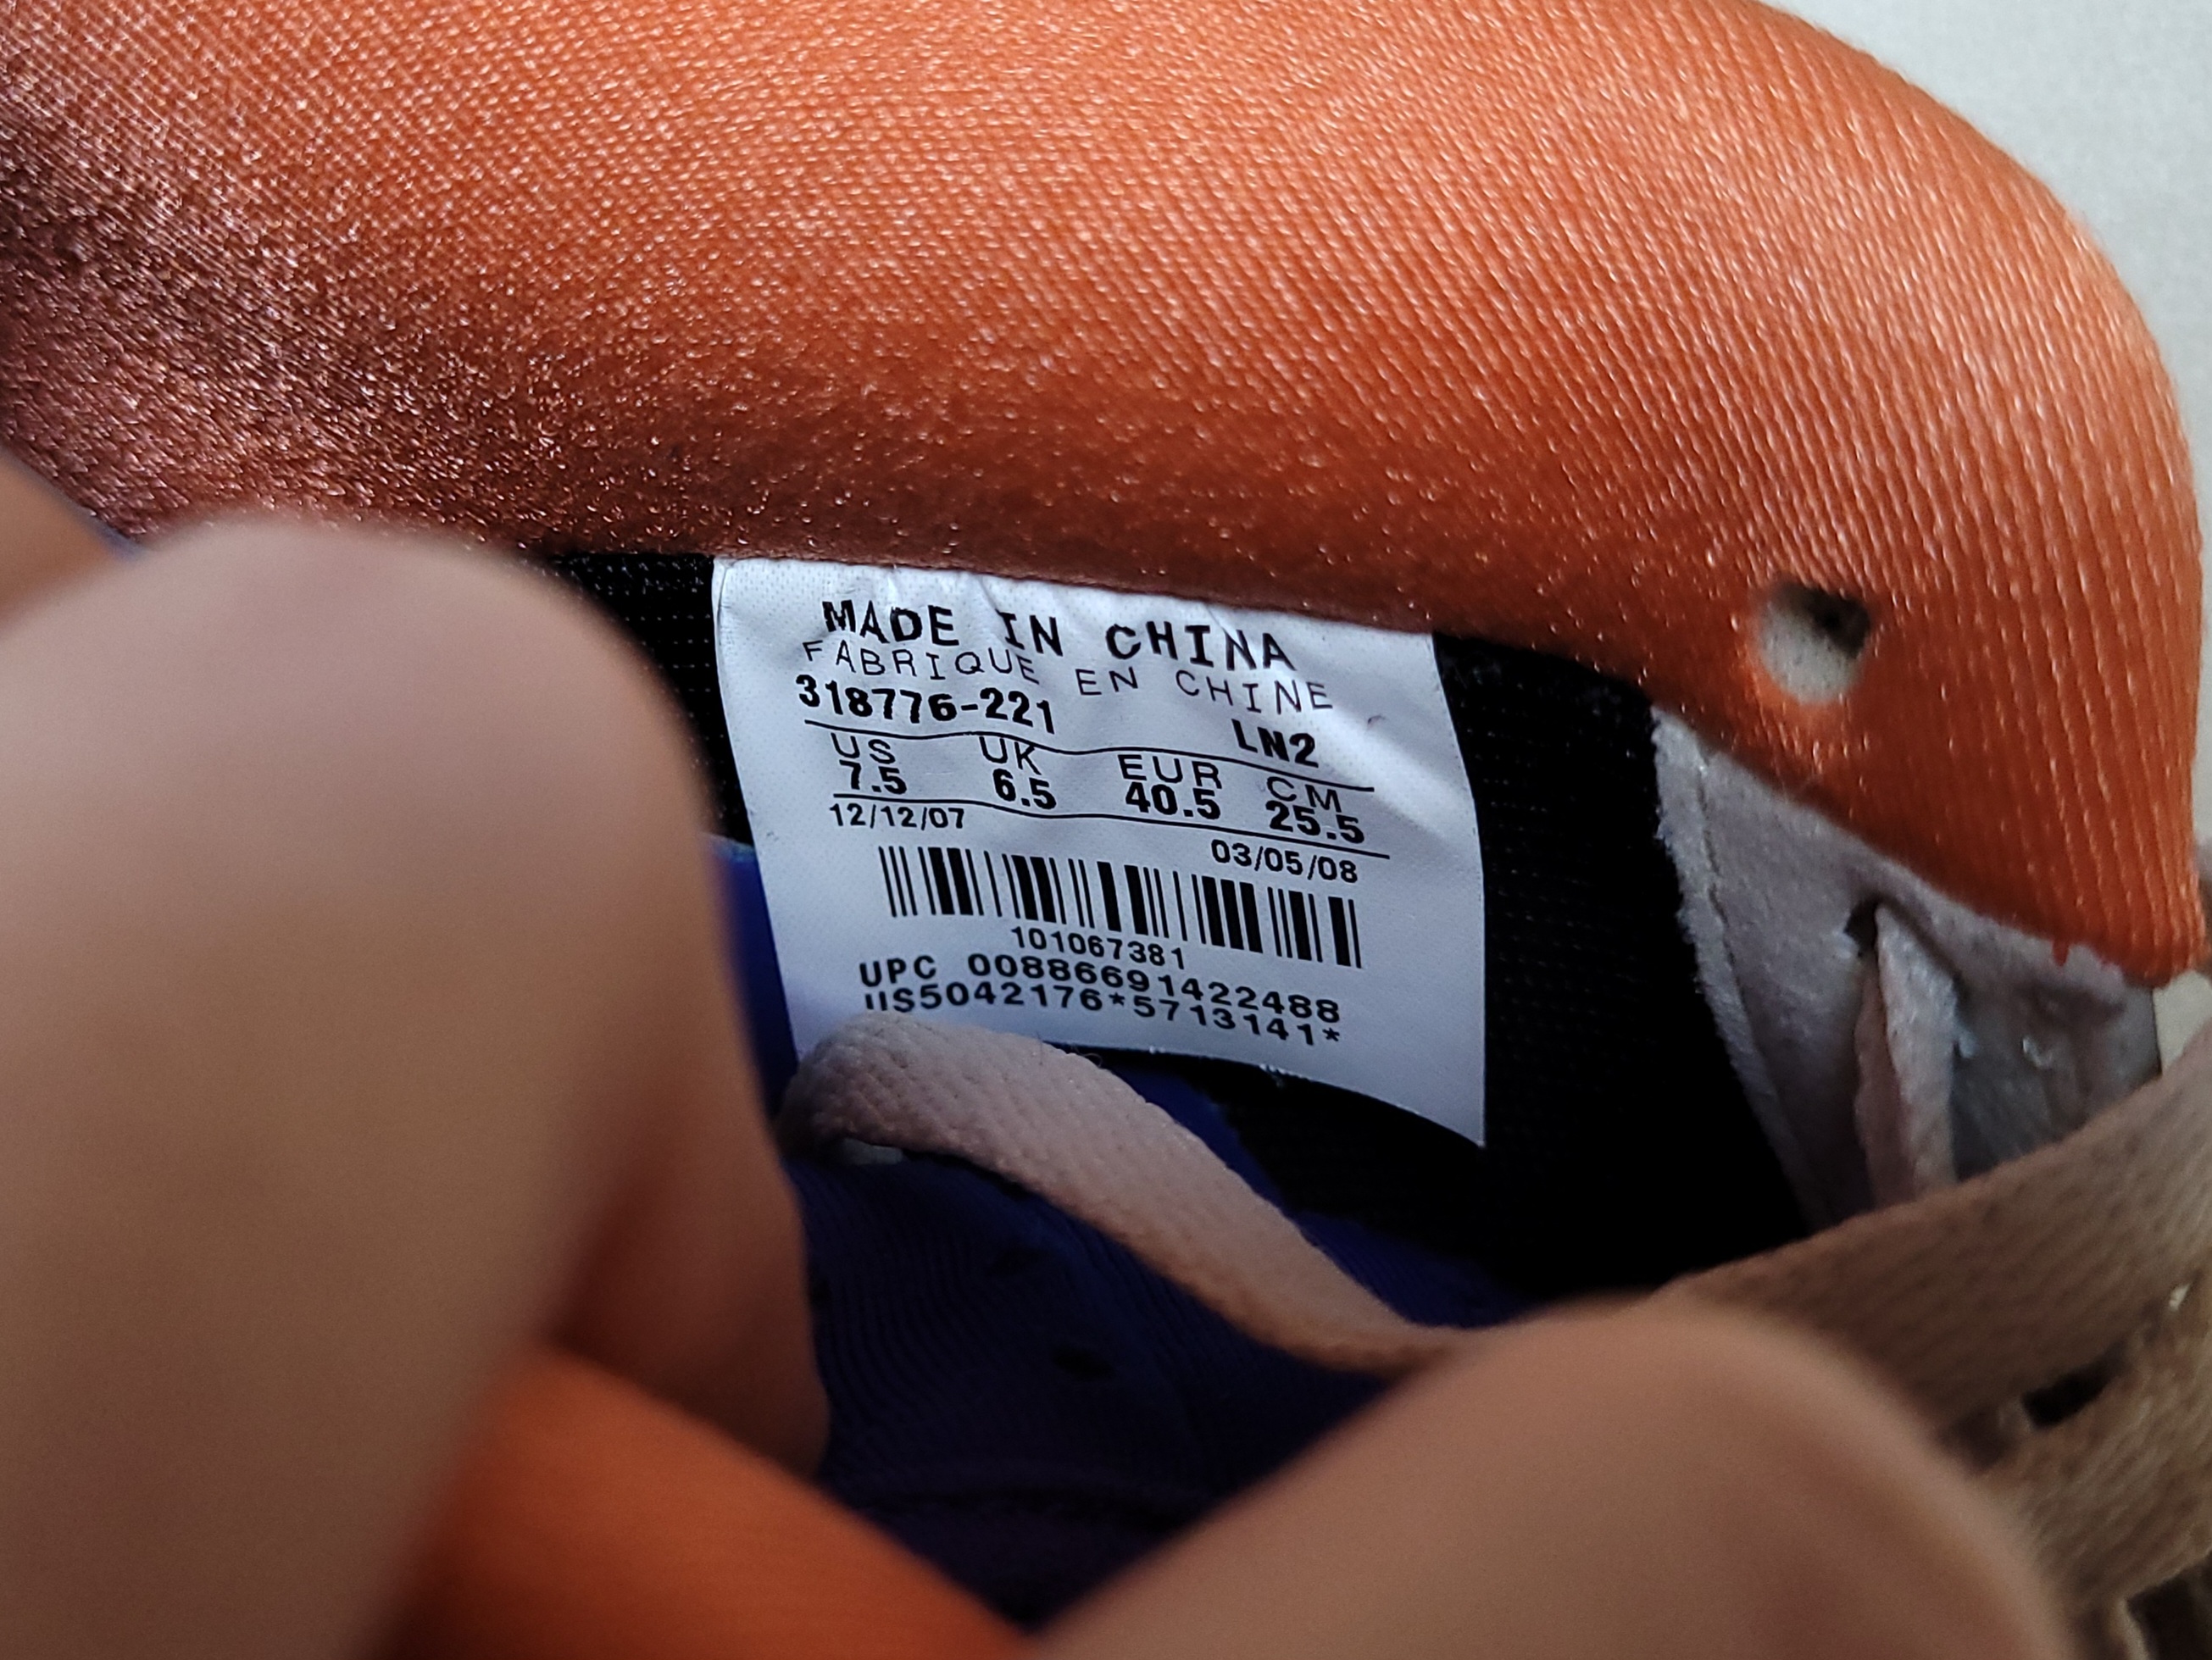 MADE IN CHINA
FABRIQUE EN CHINE
318776-221 LN2
US UK EUR CM
7.5 6.5 40.5 25.5
12/12/07 03/05/08
101067381
UPC 00886691422488
US5042176*5713141*